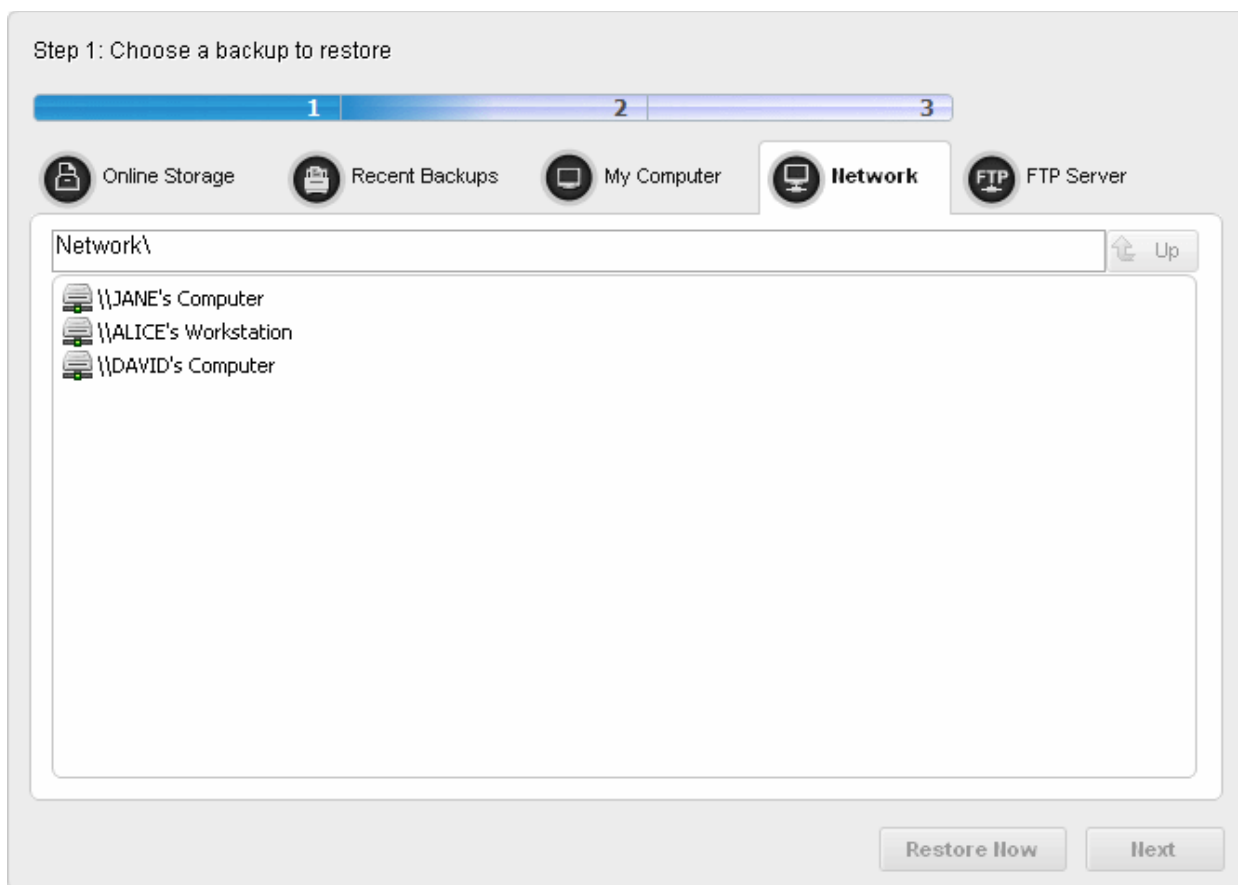 Step 1: Choose a backup to restore
1 2 3
Online Storage Recent Backups My Computer Network FTP FTP Server
Network\ Up
\\JANE's Computer
\\ALICE's Workstation
\\DAVID's Computer
Restore Now Next